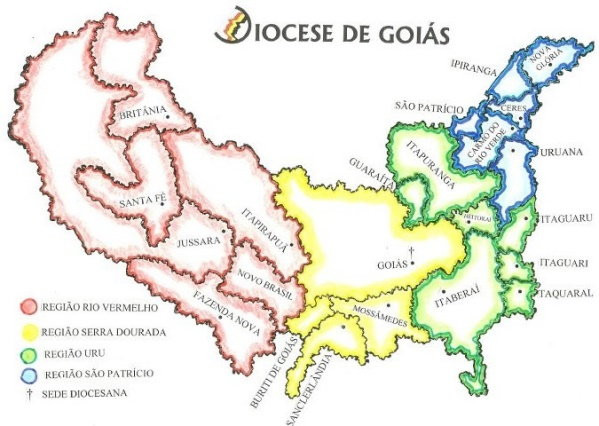 DIOCESE DE GOIÁS
NOVA
GLÓRIA
IPIRANGA
CERES
SÃO PATRÍCIO
CARMO DO
RIO VERDE
BRITÂNIA
URUANA
ITAPURANGA
GUARAÍTA
SANTA FÉ
ITAPIRAPUÃ
HEITORAÍ
ITAGUARU
JUSSARA
GOIÁS
ITAGUARI
NOVO BRASIL
ITABERAÍ
TAQUARAL
FAZENDA NOVA
MOSSÂMEDES
BURITI DE GOIÁS
SANCLERLÂNDIA
REGIÃO RIO VERMELHO
REGIÃO SERRA DOURADA
REGIÃO URU
REGIÃO SÃO PATRÍCIO
† SEDE DIOCESANA